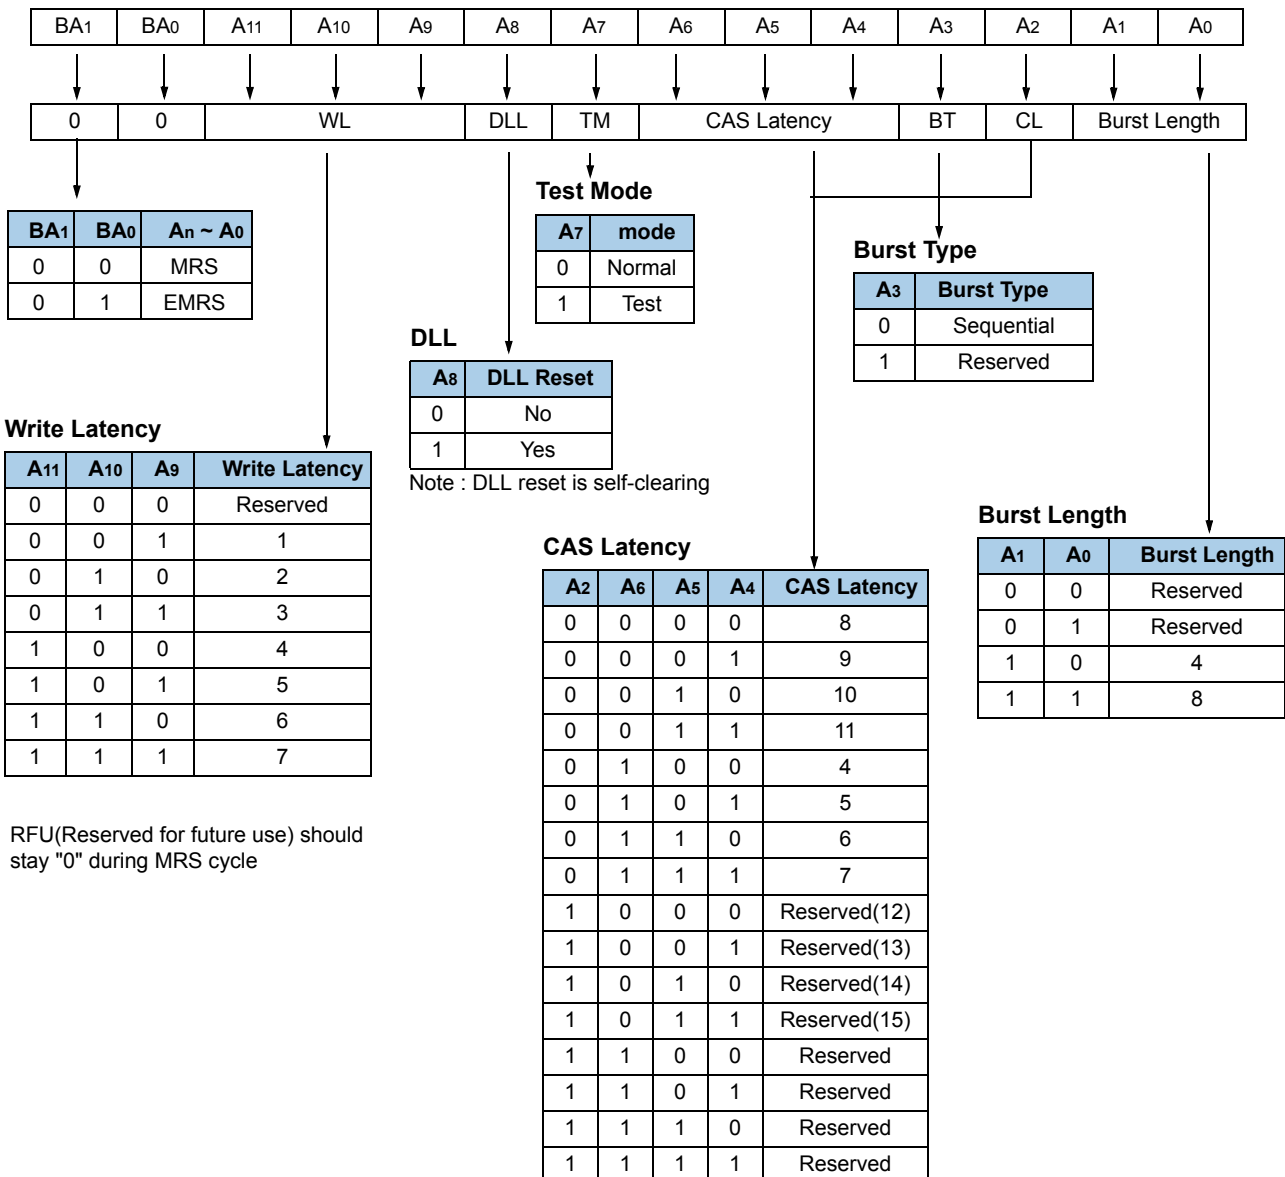 BA1 BA0 A11 A10 A9 A8 A7 A6 A5 A4 A3 A2 A1 A0
0 0 WL DLL TM CAS Latency BT CL Burst Length
BA1 BA0 An ~ A0
0 0 MRS
0 1 EMRS
Test Mode
A7 mode
0 Normal
1 Test
Burst Type
A3 Burst Type
0 Sequential
1 Reserved
DLL
A8 DLL Reset
0 No
1 Yes
Note : DLL reset is self-clearing
Write Latency
A11 A10 A9 Write Latency
0 0 0 Reserved
0 0 1 1
0 1 0 2
0 1 1 3
1 0 0 4
1 0 1 5
1 1 0 6
1 1 1 7
RFU(Reserved for future use) should
stay "0" during MRS cycle
CAS Latency
A2 A6 A5 A4 CAS Latency
0 0 0 0 8
0 0 0 1 9
0 0 1 0 10
0 0 1 1 11
0 1 0 0 4
0 1 0 1 5
0 1 1 0 6
0 1 1 1 7
1 0 0 0 Reserved(12)
1 0 0 1 Reserved(13)
1 0 1 0 Reserved(14)
1 0 1 1 Reserved(15)
1 1 0 0 Reserved
1 1 0 1 Reserved
1 1 1 0 Reserved
1 1 1 1 Reserved
Burst Length
A1 A0 Burst Length
0 0 Reserved
0 1 Reserved
1 0 4
1 1 8